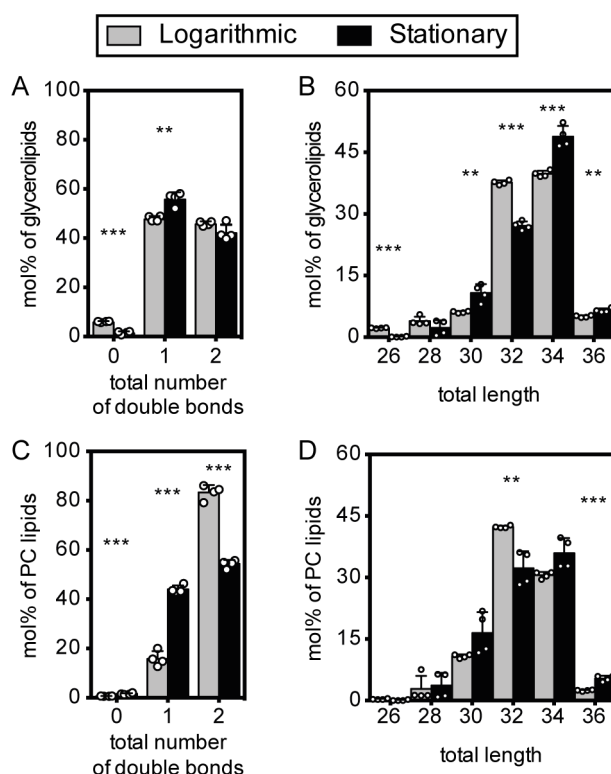 Logarithmic Stationary
A
mol% of glycerolipids
100
80
60
40
20
0
***
**
0 1 2
total number
of double bonds
B
mol% of glycerolipids
60
45
30
15
0
***
**
***
***
**
26 28 30 32 34 36
total length
C
mol% of PC lipids
100
80
60
40
20
0
***
***
***
0 1 2
total number
of double bonds
D
mol% of PC lipids
60
45
30
15
0
**
***
26 28 30 32 34 36
total length